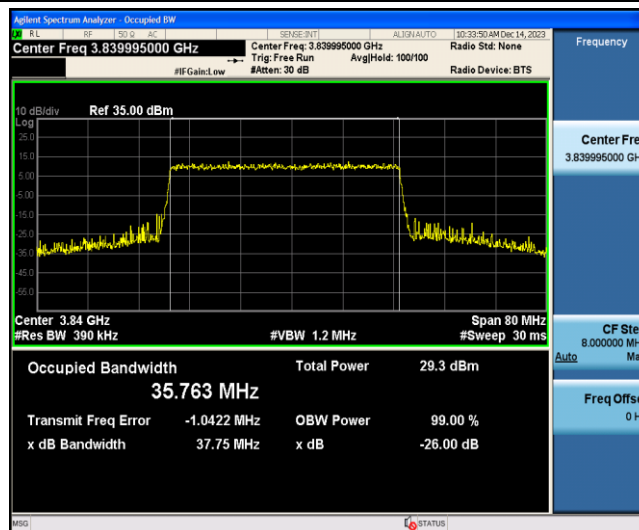 Agilent Spectrum Analyzer - Occupied BW
RL RF 50 Ω AC SENSE:INT ALIGNAUTO 10:33:50 AM Dec 14, 2023
Center Freq 3.839995000 GHz
Center Freq: 3.839995000 GHz
Radio Std: None
Trig: Free Run Avg|Hold: 100/100
#IFGain:Low #Atten: 30 dB Radio Device: BTS
10 dB/div Ref 35.00 dBm
Log
25.0
15.0
5.00
-5.00
-15.0
-25.0
-35.0
-45.0
-55.0
Center 3.84 GHz Span 80 MHz
#Res BW 390 kHz #VBW 1.2 MHz #Sweep 30 ms
Occupied Bandwidth Total Power 29.3 dBm
35.763 MHz
Transmit Freq Error -1.0422 MHz OBW Power 99.00 %
x dB Bandwidth 37.75 MHz x dB -26.00 dB
MSG STATUS
Frequency
Center Fre
3.839995000 GH
CF Ste
8.000000 MH
Auto Ma
Freq Offse
0 H